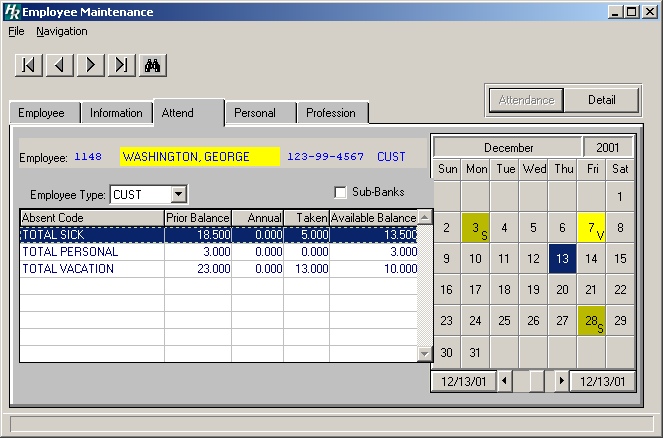 HR Employee Maintenance
File Navigation
Attendance Detail
Employee Information Attend Personal Profession
Employee: 1148 WASHINGTON, GEORGE 123-99-4567 CUST
Employee Type: CUST Sub-Banks
Absent Code Prior Balance Annual Taken Available Balance
TOTAL SICK 18.500 0.000 5.000 13.500
TOTAL PERSONAL 3.000 0.000 0.000 3.000
TOTAL VACATION 23.000 0.000 13.000 10.000
December 2001
Sun Mon Tue Wed Thu Fri Sat
1
2 3 S 4 5 6 7 V 8
9 10 11 12 13 14 15
16 17 18 19 20 21 22
23 24 25 26 27 28 S 29
30 31
12/13/01 12/13/01